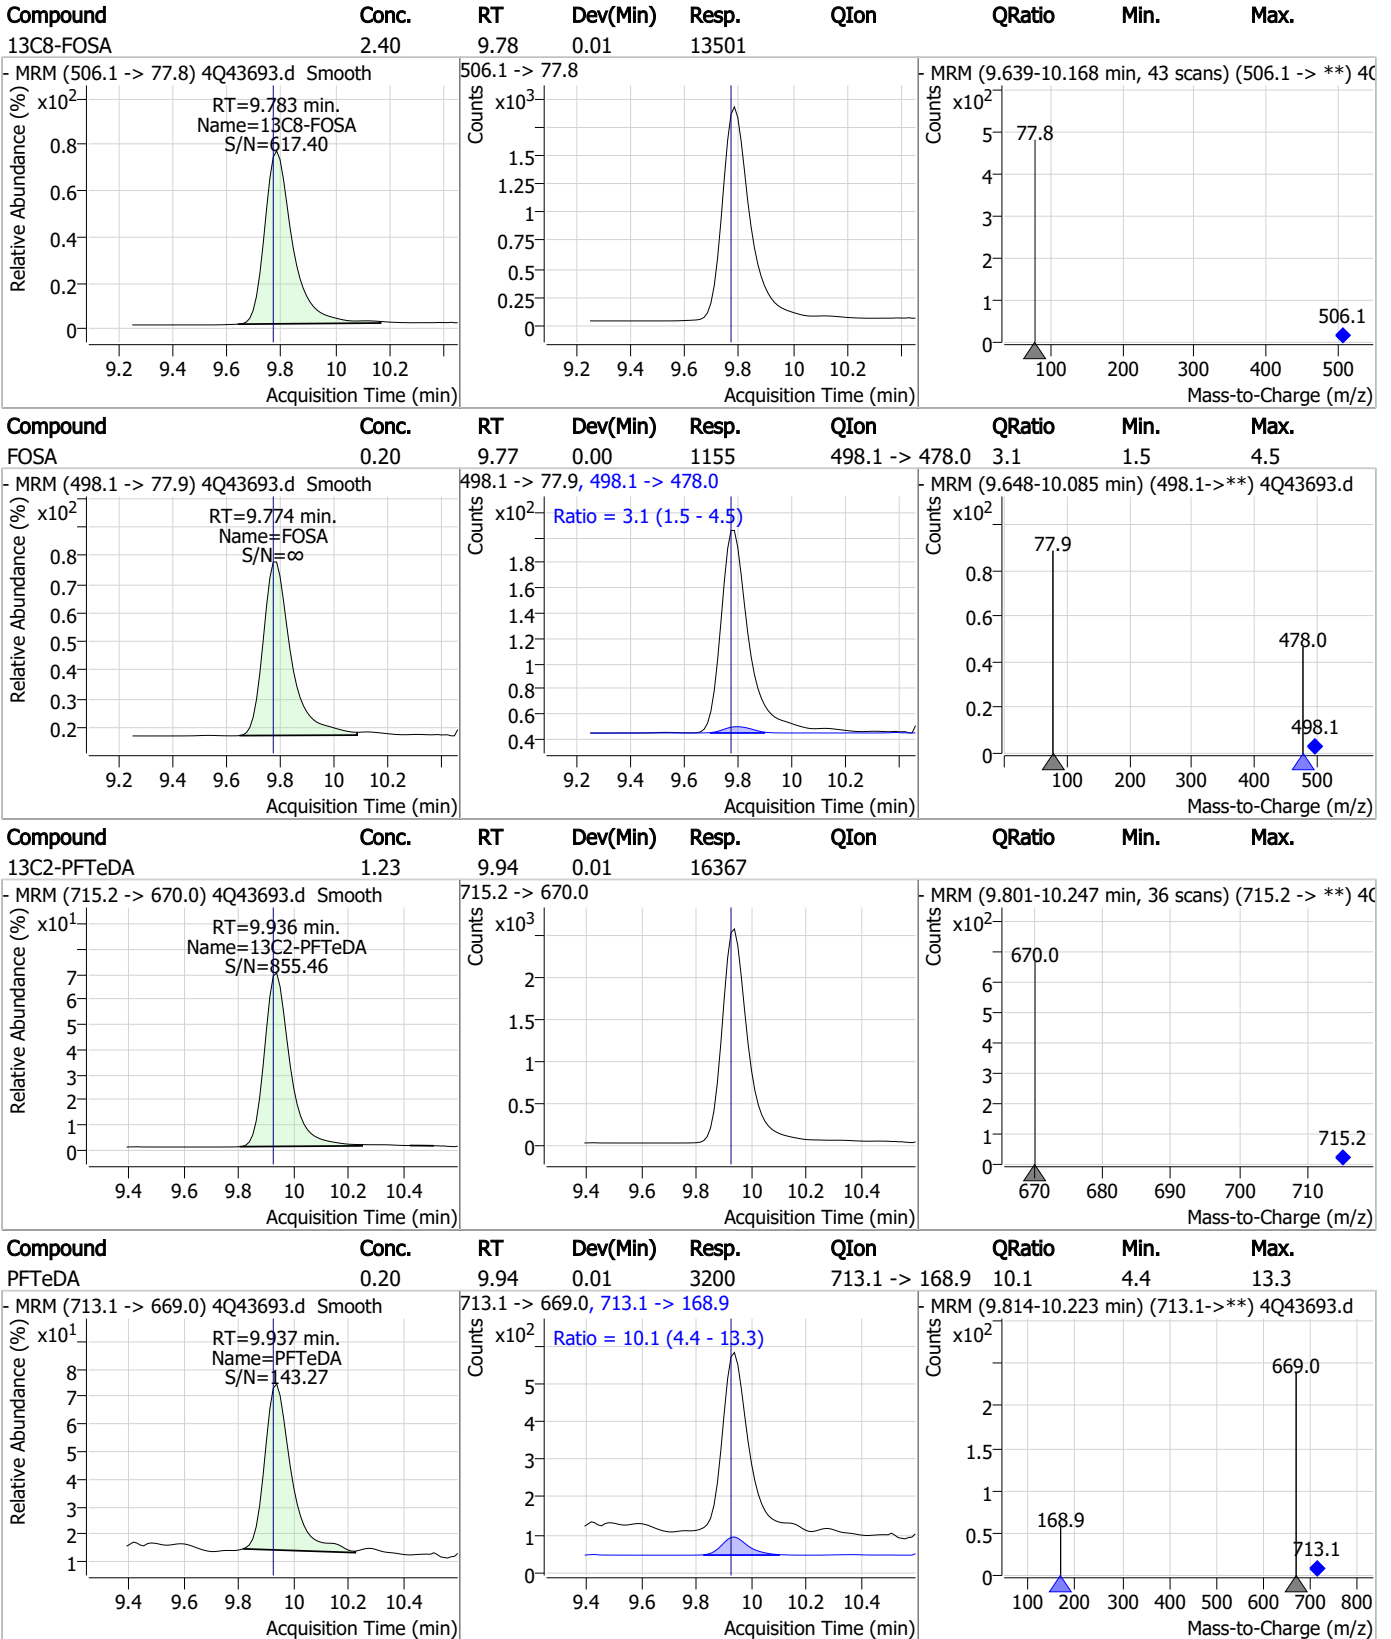 Compound Conc. RT Dev(Min) Resp. QIon QRatio Min. Max.
13C8-FOSA 2.40 9.78 0.01 13501
- MRM (506.1 -> 77.8) 4Q43693.d Smooth
506.1 -> 77.8
- MRM (9.639-10.168 min, 43 scans) (506.1 -> **) 4Q
Relative Abundance (%)
x102
RT=9.783 min.
Name=13C8-FOSA
S/N=617.40
0.8
0.6
0.4
0.2
0
9.2 9.4 9.6 9.8 10 10.2
Acquisition Time (min)
Counts
x103
1.5
1.25
1
0.75
0.5
0.25
0
9.2 9.4 9.6 9.8 10 10.2
Acquisition Time (min)
Counts
x102
77.8
506.1
5
4
3
2
1
0
100 200 300 400 500
Mass-to-Charge (m/z)
Compound Conc. RT Dev(Min) Resp. QIon QRatio Min. Max.
FOSA 0.20 9.77 0.00 1155 498.1 -> 478.0 3.1 1.5 4.5
- MRM (498.1 -> 77.9) 4Q43693.d Smooth
498.1 -> 77.9, 498.1 -> 478.0
- MRM (9.648-10.085 min) (498.1->**) 4Q43693.d
Relative Abundance (%)
x102
RT=9.774 min.
Name=FOSA
S/N=∞
0.8
0.7
0.6
0.5
0.4
0.3
0.2
9.2 9.4 9.6 9.8 10 10.2
Acquisition Time (min)
Counts
x102
Ratio = 3.1 (1.5 - 4.5)
1.8
1.6
1.4
1.2
1
0.8
0.6
0.4
9.2 9.4 9.6 9.8 10 10.2
Acquisition Time (min)
Counts
x102
77.9
478.0
498.1
0.8
0.6
0.4
0.2
0
100 200 300 400 500
Mass-to-Charge (m/z)
Compound Conc. RT Dev(Min) Resp. QIon QRatio Min. Max.
13C2-PFTeDA 1.23 9.94 0.01 16367
- MRM (715.2 -> 670.0) 4Q43693.d Smooth
715.2 -> 670.0
- MRM (9.801-10.247 min, 36 scans) (715.2 -> **) 4Q
Relative Abundance (%)
x101
RT=9.936 min.
Name=13C2-PFTeDA
S/N=855.46
7
6
5
4
3
2
1
0
9.4 9.6 9.8 10 10.2 10.4
Acquisition Time (min)
Counts
x103
2
1.5
1
0.5
0
9.4 9.6 9.8 10 10.2 10.4
Acquisition Time (min)
Counts
x102
670.0
715.2
6
5
4
3
2
1
0
670 680 690 700 710
Mass-to-Charge (m/z)
Compound Conc. RT Dev(Min) Resp. QIon QRatio Min. Max.
PFTeDA 0.20 9.94 0.01 3200 713.1 -> 168.9 10.1 4.4 13.3
- MRM (713.1 -> 669.0) 4Q43693.d Smooth
713.1 -> 669.0, 713.1 -> 168.9
- MRM (9.814-10.223 min) (713.1->**) 4Q43693.d
Relative Abundance (%)
x101
RT=9.937 min.
Name=PFTeDA
S/N=143.27
8
7
6
5
4
3
2
1
9.4 9.6 9.8 10 10.2 10.4
Acquisition Time (min)
Counts
x102
Ratio = 10.1 (4.4 - 13.3)
5
4
3
2
1
0
9.4 9.6 9.8 10 10.2 10.4
Acquisition Time (min)
Counts
x102
669.0
168.9
713.1
2
1.5
1
0.5
0
100 200 300 400 500 600 700 800
Mass-to-Charge (m/z)